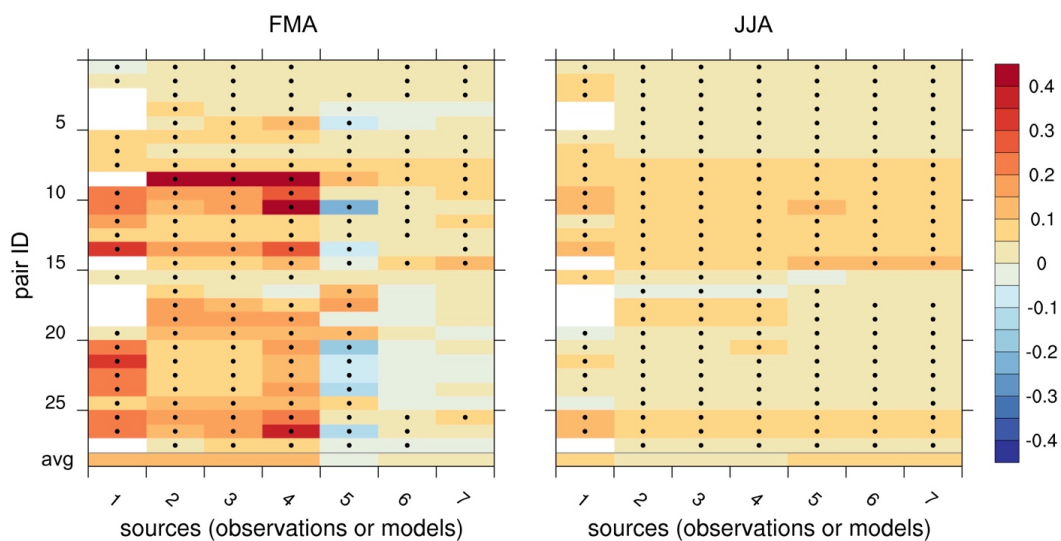 FMA
JJA
pair ID
5
10
15
20
25
avg
1 2 3 4 5 6 7
sources (observations or models)
1 2 3 4 5 6 7
sources (observations or models)
0.4
0.3
0.2
0.1
0
-0.1
-0.2
-0.3
-0.4